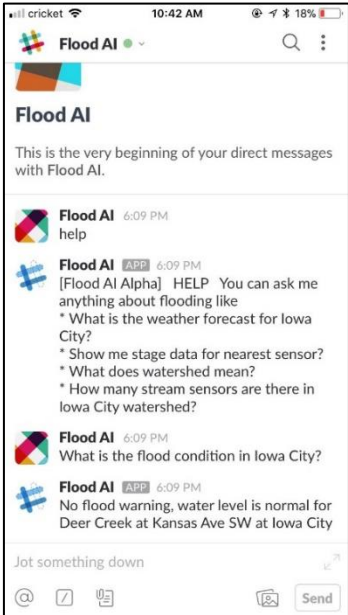 cricket 10:42 AM 18%
Flood AI
Flood AI
This is the very beginning of your direct messages
with Flood AI.
Flood AI 6:09 PM
help
Flood AI APP 6:09 PM
[Flood AI Alpha] HELP You can ask me
anything about flooding like
* What is the weather forecast for Iowa
City?
* Show me stage data for nearest sensor?
* What does watershed mean?
* How many stream sensors are there in
Iowa City watershed?
Flood AI 6:09 PM
What is the flood condition in Iowa City?
Flood AI APP 6:09 PM
No flood warning, water level is normal for
Deer Creek at Kansas Ave SW at Iowa City
Jot something down
@ Send